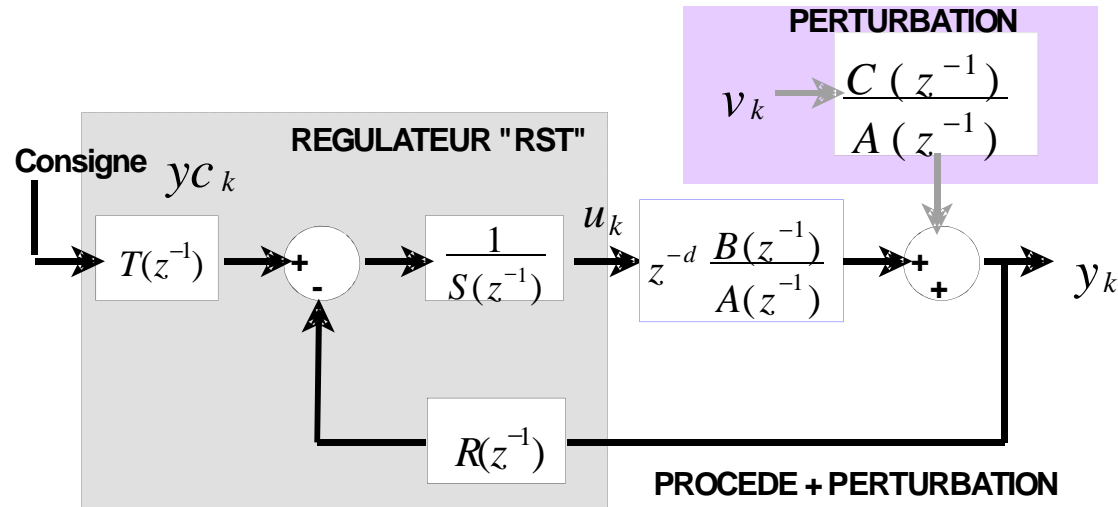 PERTURBATION
C ( z^{-1} )
A ( z^{-1} )
v_k
REGULATEUR "RST"
Consigne
yc_k
T(z^{-1})
+
-
1
S(z^{-1})
u_k
z^{-d} B(z^{-1})
A(z^{-1})
+
+
y_k
R(z^{-1})
PROCEDE + PERTURBATION